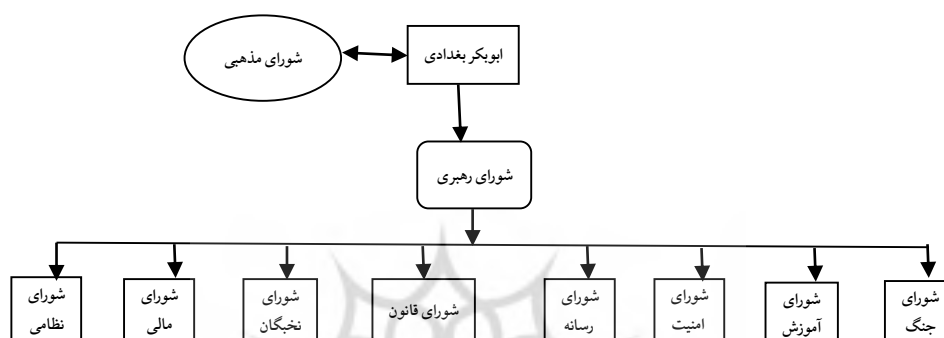 ابوبکر بغدادی
شورای مذهبی
شورای رهبری
شورای
جنگ
شورای
آموزش
شورای
امنیت
شورای
رسانه
شورای قانون
شورای
نخبگان
شورای
مالی
شورای
نظامی